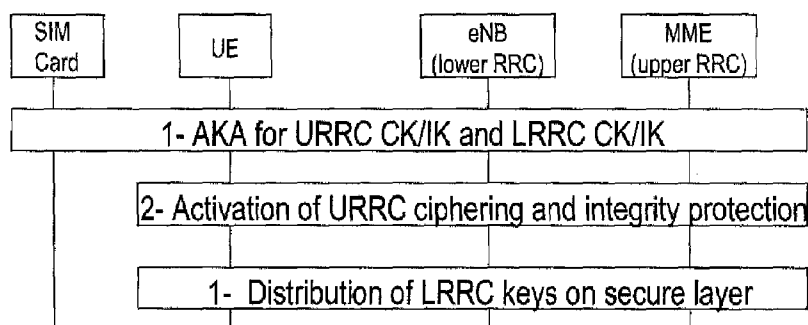 SIM
Card
UE
eNB
(lower RRC)
MME
(upper RRC)
1- AKA for URRC CK/IK and LRRC CK/IK
2- Activation of URRC ciphering and integrity protection
1- Distribution of LRRC keys on secure layer